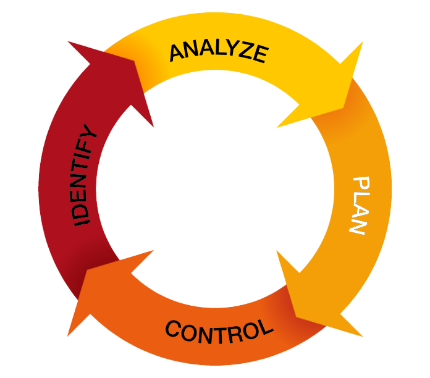 ANALYZE
PLAN
CONTROL
IDENTIFY